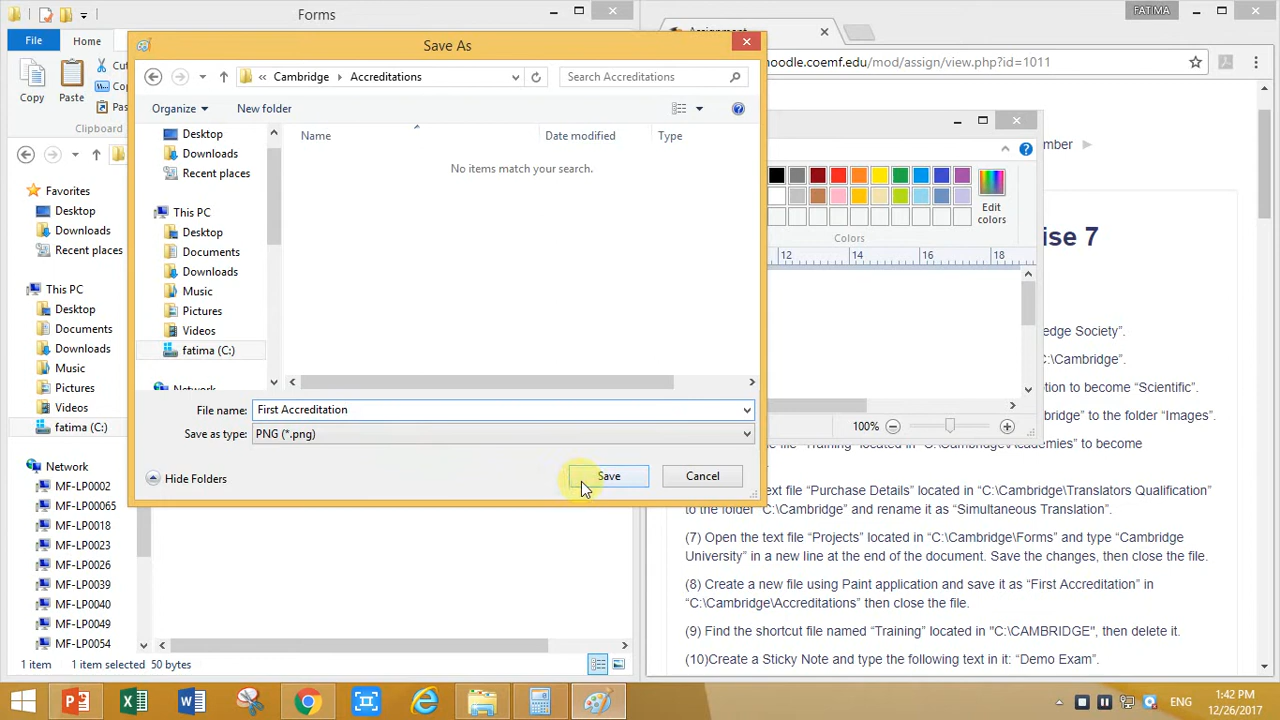 Forms
FATIMA
File
Home
Assignment
Save As
Copy
Paste
Clipboard
Cambridge
Accreditations
Search Accreditations
moodle.coemf.edu/mod/assign/view.php?id=1011
Organize
New folder
Desktop
Downloads
Recent places
This PC
Desktop
Documents
Downloads
Music
Pictures
Videos
fatima (C:)
Name
Date modified
Type
No items match your search.
File name:
First Accreditation
Save as type:
PNG (*.png)
Hide Folders
Save
Cancel
Edit
colors
Colors
12
14
16
18
100%
Favorites
Desktop
Downloads
Recent places
This PC
Desktop
Documents
Downloads
Music
Pictures
Videos
fatima (C:)
Network
MF-LP0002
MF-LP00065
MF-LP0018
MF-LP0023
MF-LP0026
MF-LP0039
MF-LP0040
MF-LP0049
MF-LP0054
1 item
1 item selected
50 bytes
ise 7
edge Society”.
C:\Cambridge”.
tion to become “Scientific”.
bridge” to the folder “Images”.
“Training” located in “C:\Cambridge\Academies” to become
text file “Purchase Details” located in “C:\Cambridge\Translators Qualification”
to the folder “C:\Cambridge” and rename it as “Simultaneous Translation”.
(7) Open the text file “Projects” located in “C:\Cambridge\Forms” and type “Cambridge
University” in a new line at the end of the document. Save the changes, then close the file.
(8) Create a new file using Paint application and save it as “First Accreditation” in
“C:\Cambridge\Accreditations” then close the file.
(9) Find the shortcut file named “Training” located in "C:\CAMBRIDGE", then delete it.
(10)Create a Sticky Note and type the following text in it: “Demo Exam”.
ENG
1:42 PM
12/26/2017